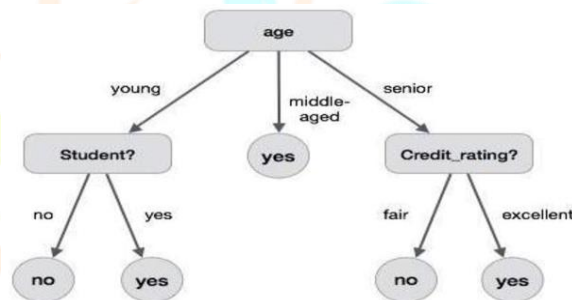 age
young
middle-
aged
senior
Student?
yes
Credit_rating?
no
yes
fair
excellent
no
yes
no
yes